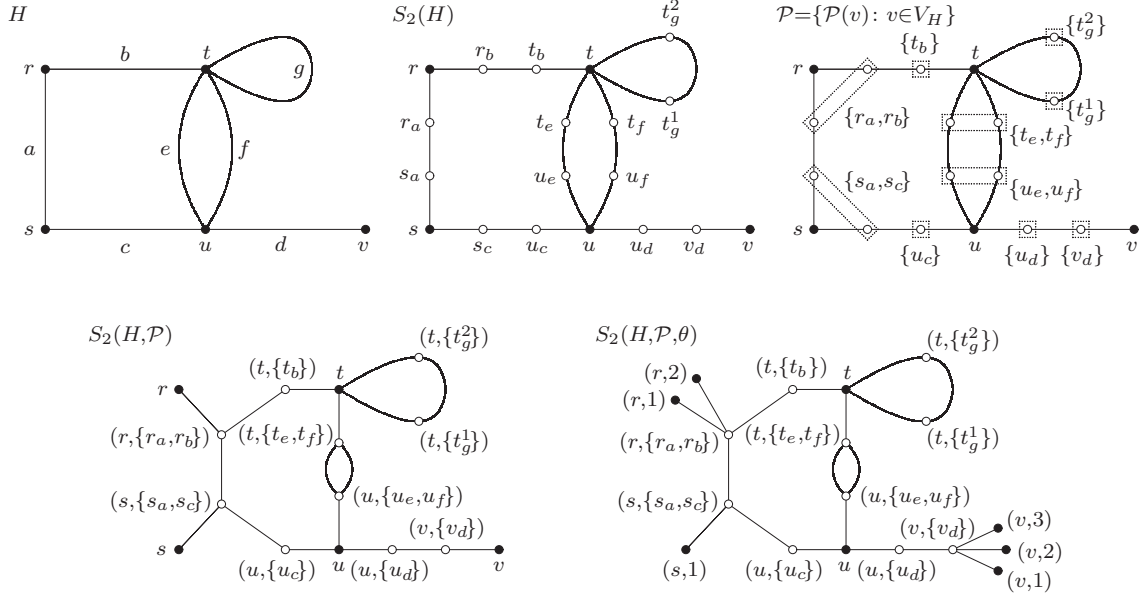 H
S₂(H)
𝒫={𝒫(v): v∈V_H}
r b t g
a e f
s c u d v
t_g^2
r r_b t_b t
t_g^1
r_a t_e t_f
s_a u_e u_f
s s_c u_c u u_d v_d v
r {t_b} t {t_g^2}
{t_g^1}
{r_a,r_b} {t_e,t_f}
{s_a,s_c} {u_e,u_f}
s {u_c} u {u_d} {v_d} v
S₂(H,𝒫)
(t,{t_g^2})
(t,{t_b}) t
r
(t,{t_g^1})
(r,{r_a,r_b}) (t,{t_e,t_f})
(s,{s_a,s_c}) (u,{u_e,u_f})
(v,{v_d})
s (u,{u_c}) u (u,{u_d}) v
S₂(H,𝒫,θ)
(t,{t_g^2})
(r,2) (t,{t_b}) t
(r,1)
(t,{t_g^1})
(r,{r_a,r_b}) (t,{t_e,t_f})
(s,{s_a,s_c}) (u,{u_e,u_f})
(v,{v_d}) (v,3)
(v,2)
(s,1) (u,{u_c}) u (u,{u_d}) (v,1)